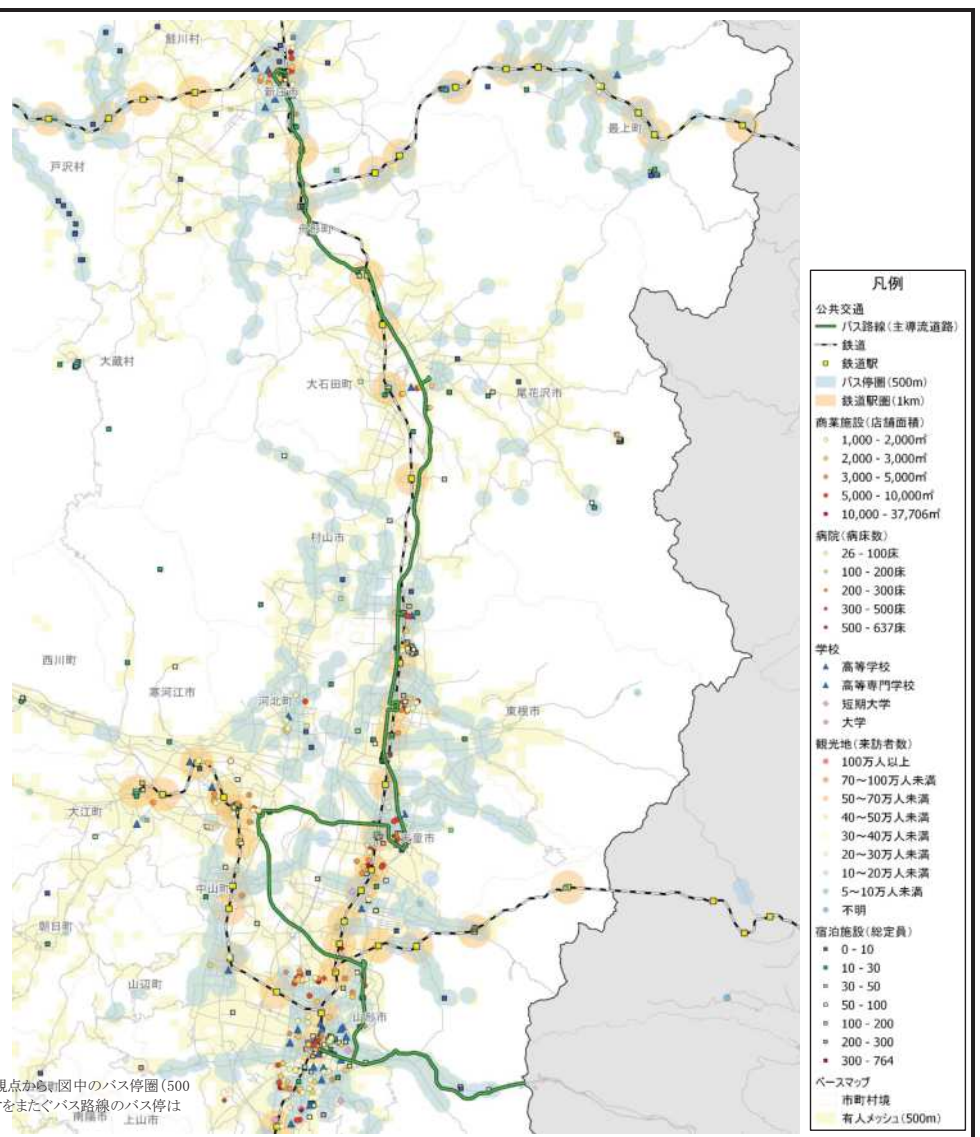 鮭川村
新庄市
最上町
戸沢村
舟形町
大蔵村
大石田町
尾花沢市
村山市
西川町
寒河江市
河北町
東根市
大江町
天童市
中山町
朝日町
山辺町
山形市
観点から、図中のバス停圏(500
をまたぐバス路線のバス停は
南陽市
上山市
凡例
公共交通
バス路線(主導流道路)
鉄道
鉄道駅
バス停圏(500m)
鉄道駅圏(1km)
商業施設(店舗面積)
1,000 - 2,000㎡
2,000 - 3,000㎡
3,000 - 5,000㎡
5,000 - 10,000㎡
10,000 - 37,706㎡
病院(病床数)
26 - 100床
100 - 200床
200 - 300床
300 - 500床
500 - 637床
学校
高等学校
高等専門学校
短期大学
大学
観光地(来訪者数)
100万人以上
70~100万人未満
50~70万人未満
40~50万人未満
30~40万人未満
20~30万人未満
10~20万人未満
5~10万人未満
不明
宿泊施設(総定員)
0 - 10
10 - 30
30 - 50
50 - 100
100 - 200
200 - 300
300 - 764
ベースマップ
市町村境
有人メッシュ(500m)